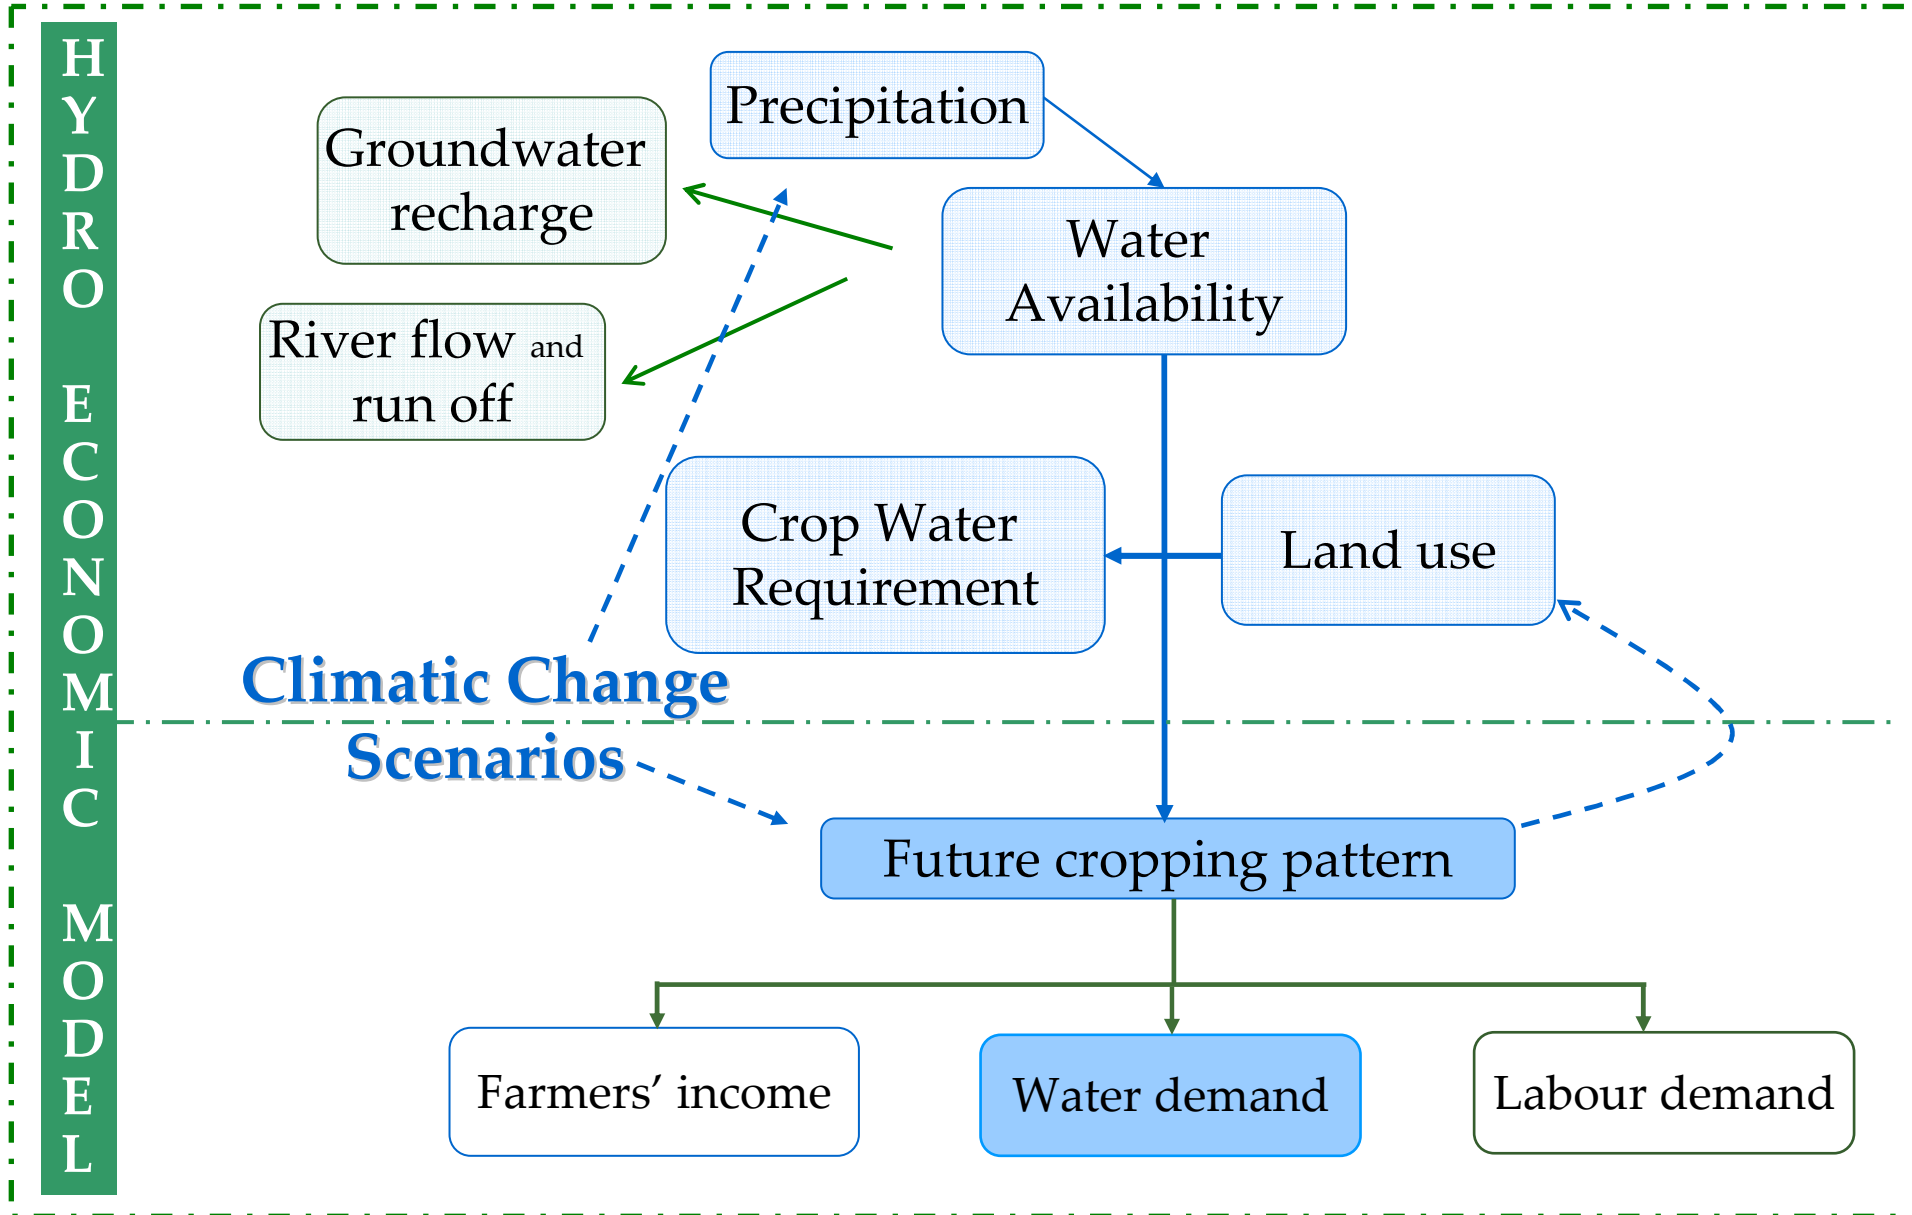 HYDRO ECONOMIC MODEL
Precipitation
Groundwater
recharge
Water
Availability
River flow and
run off
Crop Water
Requirement
Land use
Climatic Change
Scenarios
Future cropping pattern
Farmers’ income
Water demand
Labour demand